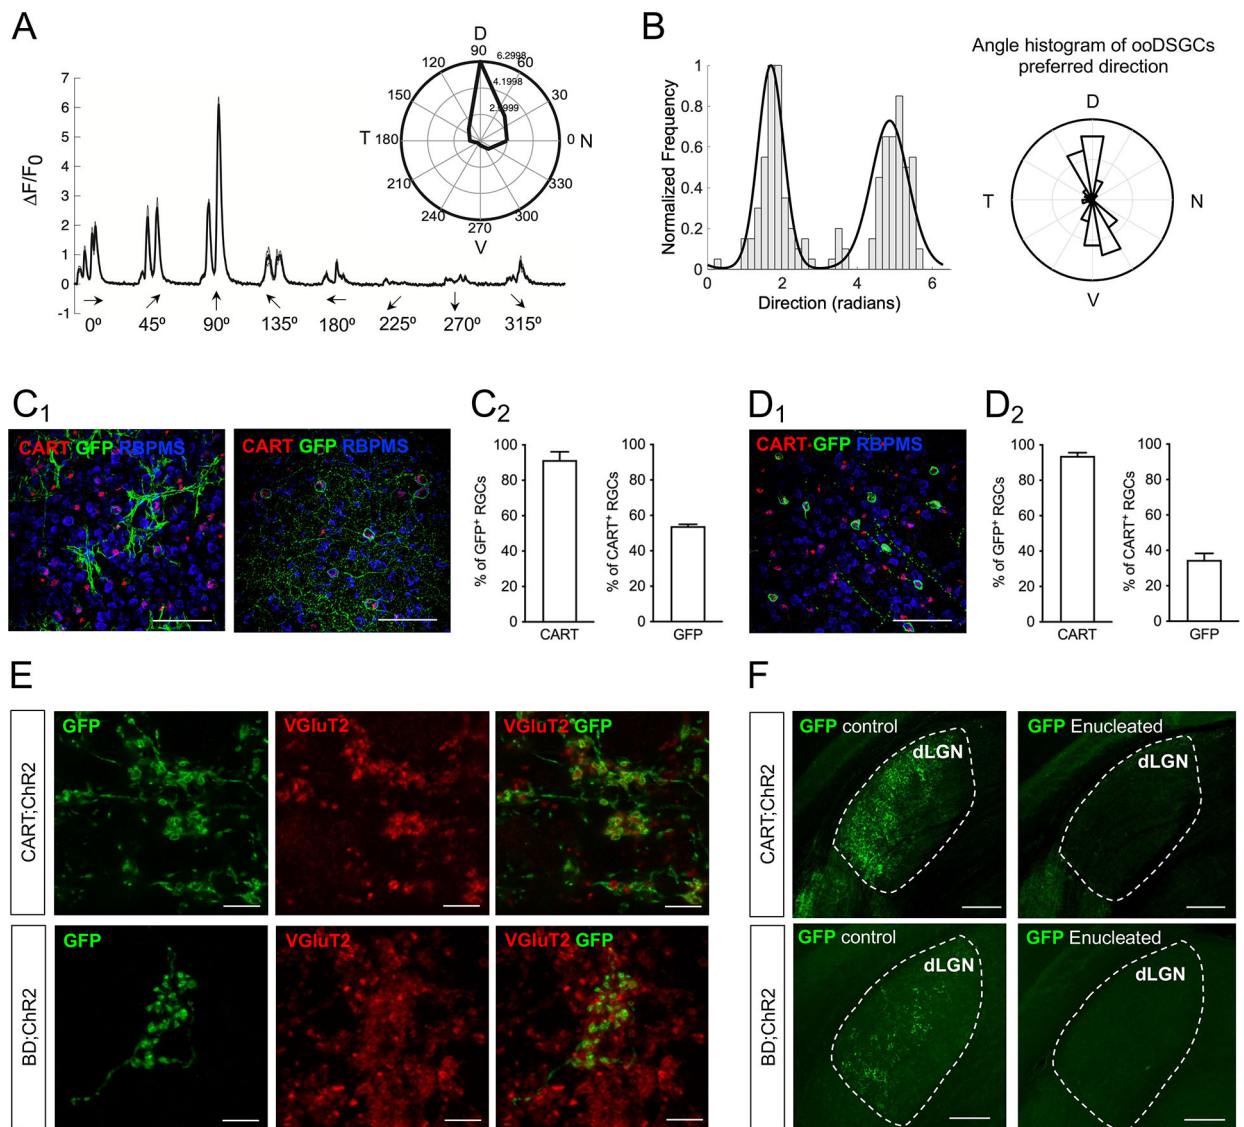 A
D
90
6.2998
120
60
4.1998
150
30
2.0999
T 180
0 N
210
330
240
300
270
V
7
6
5
4
3
2
1
0
-1
ΔF/F0
0º
45º
90º
135º
180º
225º
270º
315º
B
Angle histogram of ooDSGCs
preferred direction
1
0.8
0.6
0.4
0.2
0
Normalized Frequency
0
2
4
6
Direction (radians)
D
T
N
V
C1
CART GFP RBPMS
CART GFP RBPMS
C2
100
80
60
40
20
0
% of GFP+ RGCs
CART
100
80
60
40
20
0
% of CART+ RGCs
GFP
D1
CART GFP RBPMS
D2
100
80
60
40
20
0
% of GFP+ RGCs
CART
100
80
60
40
20
0
% of CART+ RGCs
GFP
E
CART;ChR2
GFP
VGluT2
VGluT2 GFP
BD;ChR2
GFP
VGluT2
VGluT2 GFP
F
CART;ChR2
GFP control
dLGN
GFP Enucleated
dLGN
BD;ChR2
GFP control
dLGN
GFP Enucleated
dLGN